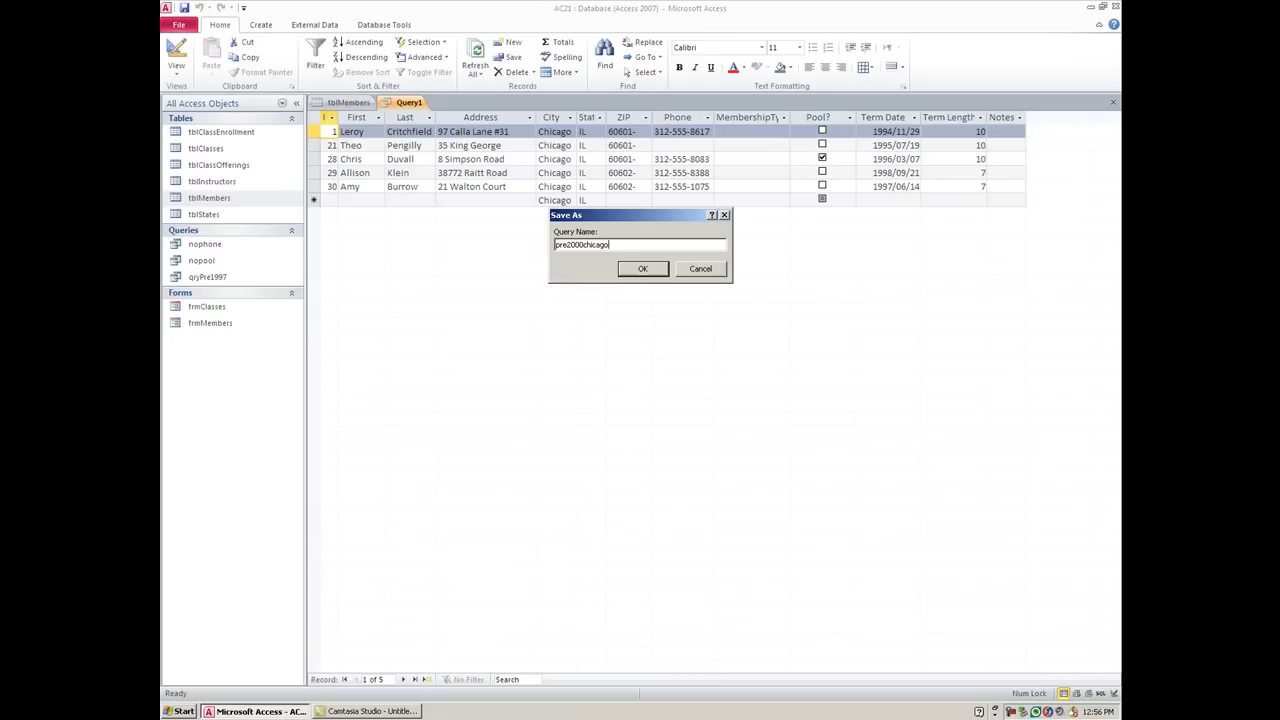 AC21 : Database (Access 2007) - Microsoft Access
File Home Create External Data Database Tools
View
Views
Paste
Cut
Copy
Format Painter
Clipboard
Filter
Ascending
Descending
Remove Sort
Selection
Advanced
Toggle Filter
Sort & Filter
Refresh
All
New
Save
Delete
Totals
Spelling
More
Records
Find
Replace
Go To
Select
Find
Calibri 11
B I U A
Text Formatting
All Access Objects
tblMembers Query1
Tables
tblClassEnrollment
tblClasses
tblClassOfferings
tblInstructors
tblMembers
tblStates
Queries
nophone
nopool
qryPre1997
Forms
frmClasses
frmMembers
I First Last Address City Stat ZIP Phone MembershipTy Pool? Term Date Term Length Notes
1 Leroy Critchfield 97 Calla Lane #31 Chicago IL 60601- 312-555-8617 1994/11/29 10
21 Theo Pengilly 35 King George Chicago IL 60601- 1995/07/19 10
28 Chris Duvall 8 Simpson Road Chicago IL 60601- 312-555-8083 1996/03/07 10
29 Allison Klein 38772 Raitt Road Chicago IL 60602- 312-555-8388 1998/09/21 7
30 Amy Burrow 21 Walton Court Chicago IL 60602- 312-555-1075 1997/06/14 7
Chicago IL
Save As
Query Name:
pre2000chicago
OK Cancel
Record: 1 of 5 No Filter Search
Ready Num Lock SQL
Start Microsoft Access - AC... Camtasia Studio - Untitle... 12:56 PM